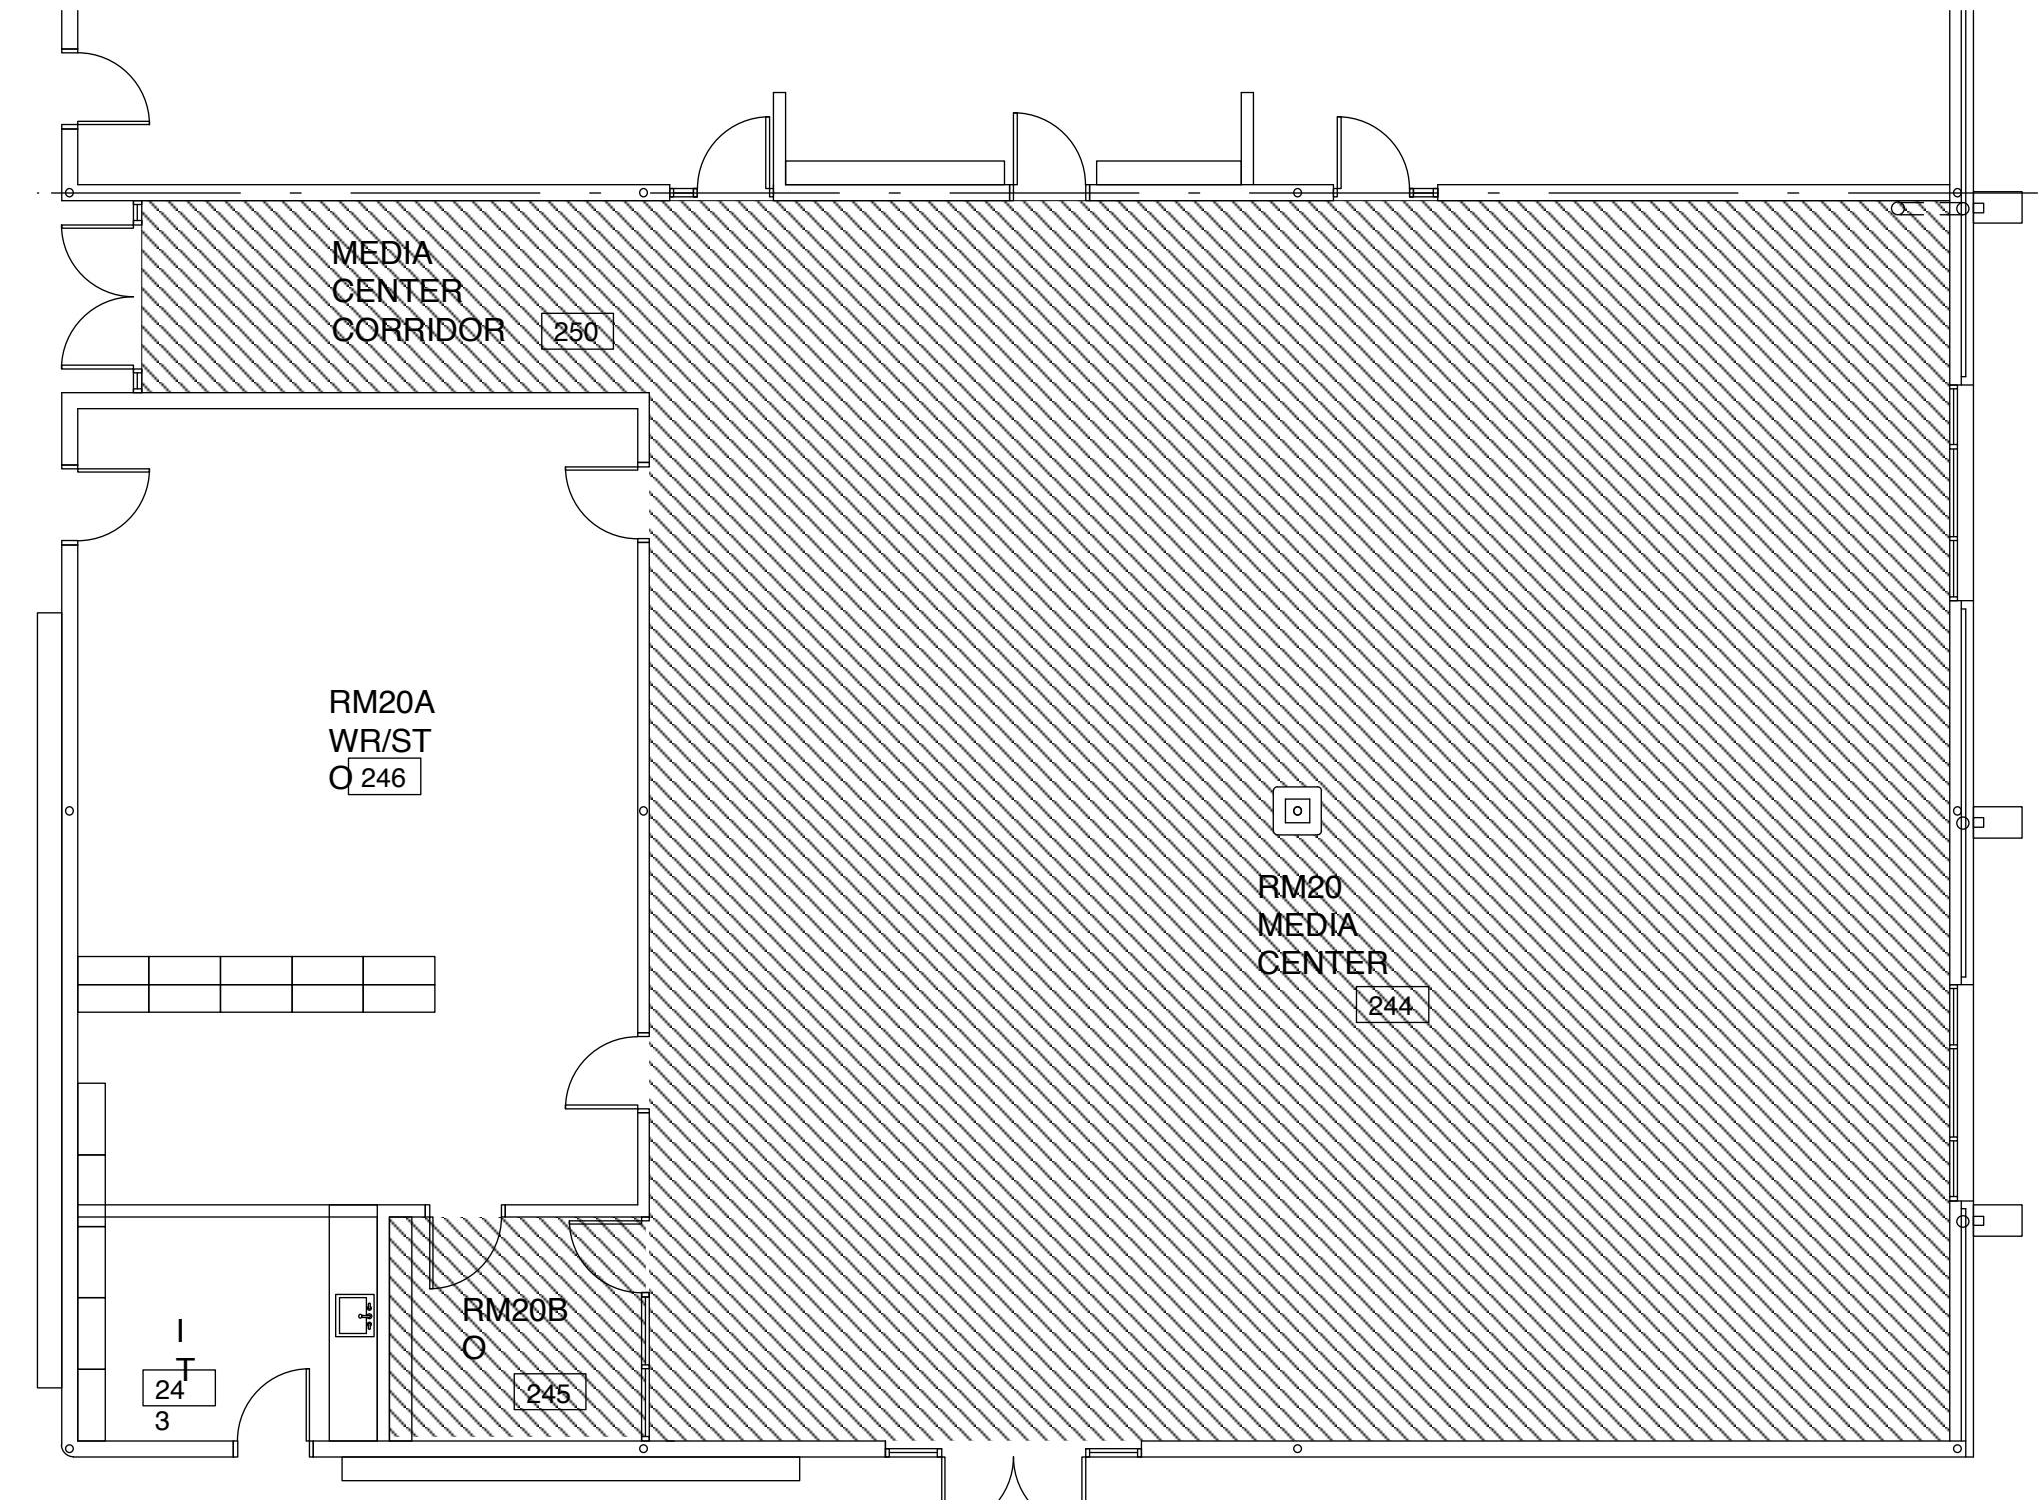 MEDIA
CENTER
CORRIDOR
250
RM20A
WR/ST
O
246
RM20
MEDIA
CENTER
244
RM20B
O
245
I
T
24
3